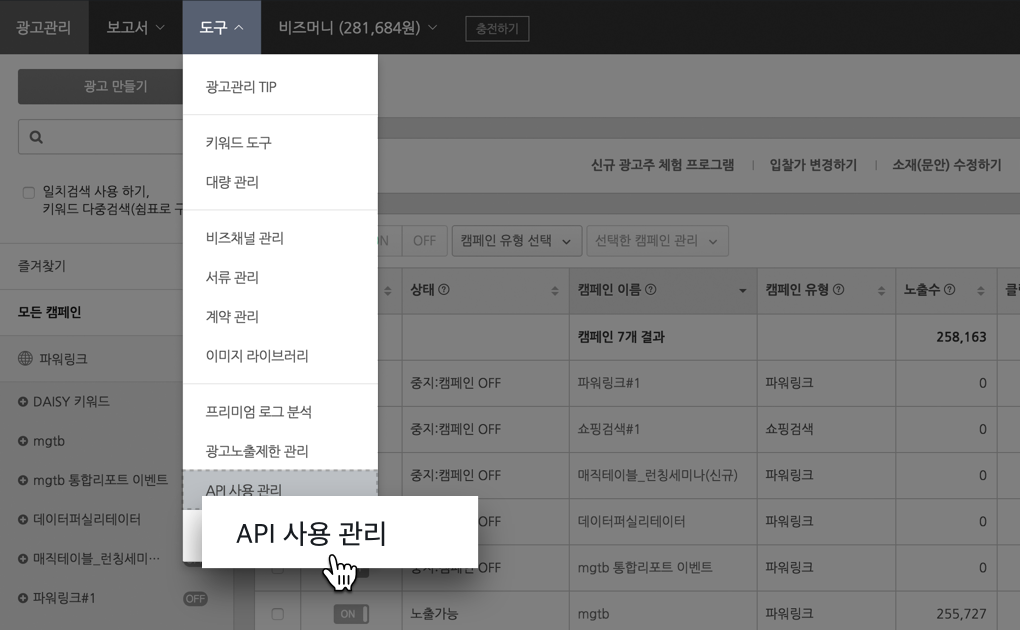 광고관리
보고서
도구
비즈머니 (281,684원)
충전하기
광고 만들기
일치검색 사용 하기,
키워드 다중검색(쉼표로 구
즐겨찾기
모든 캠페인
파워링크
DAISY 키워드
mgtb
mgtb 통합리포트 이벤트
데이터퍼실리테이터
매직테이블_런칭세미…
파워링크#1
OFF
광고관리 TIP
키워드 도구
대량 관리
비즈채널 관리
서류 관리
계약 관리
이미지 라이브러리
프리미엄 로그 분석
광고노출제한 관리
API 사용 관리
API 사용 관리
신규 광고주 체험 프로그램 | 입찰가 변경하기 | 소재(문안) 수정하기
OFF 캠페인 유형 선택 선택한 캠페인 관리
상태 캠페인 이름 캠페인 유형 노출수
캠페인 7개 결과 258,163
중지:캠페인 OFF 파워링크#1 파워링크 0
중지:캠페인 OFF 쇼핑검색#1 쇼핑검색 0
중지:캠페인 OFF 매직테이블_런칭세미나(신규) 파워링크 0
OFF 데이터퍼실리테이터 파워링크 0
OFF mgtb 통합리포트 이벤트 파워링크 0
ON 노출가능 mgtb 파워링크 255,727